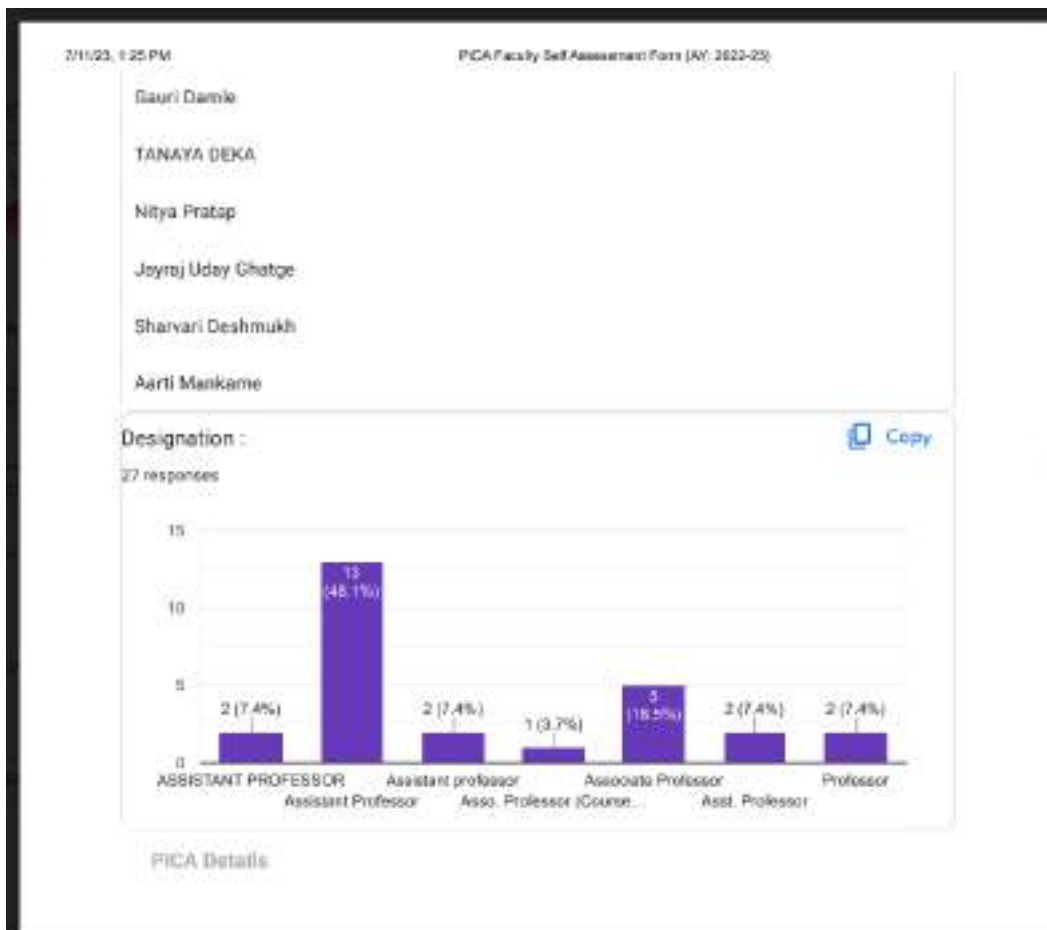 7/11/23, 1:25 PM PICA Faculty Self Assessment Form (AY: 2022-23)
Gauri Damle
TANAYA DEKA
Nitya Pratap
Jayraj Uday Ghatge
Sharvari Deshmukh
Aarti Mankame
Designation :
Copy
27 responses
15
10
5
0
2 (7.4%)
13
(48.1%)
2 (7.4%)
1 (3.7%)
5
(18.5%)
2 (7.4%)
2 (7.4%)
ASSISTANT PROFESSOR
Assistant Professor
Assistant professor
Asso. Professor (Course...
Associate Professor
Asst. Professor
Professor
PICA Details